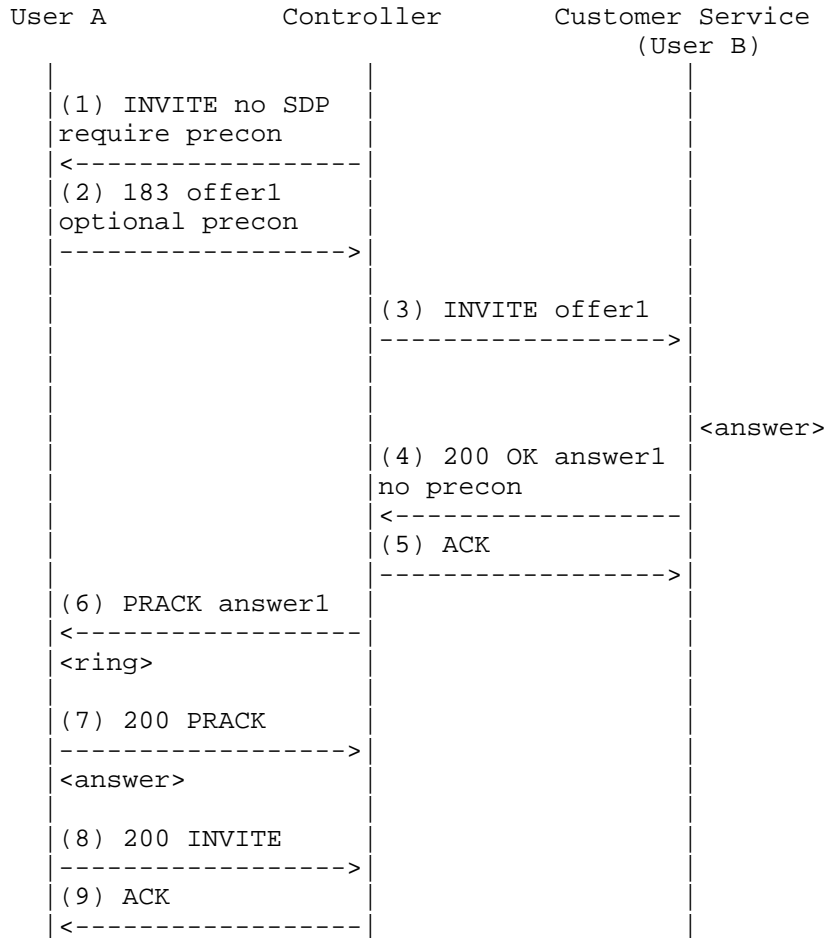 User A Controller Customer Service
(User B)
(1) INVITE no SDP
require precon
(2) 183 offer1
optional precon
(3) INVITE offer1
<answer>
(4) 200 OK answer1
no precon
(5) ACK
(6) PRACK answer1
<ring>
(7) 200 PRACK
<answer>
(8) 200 INVITE
(9) ACK